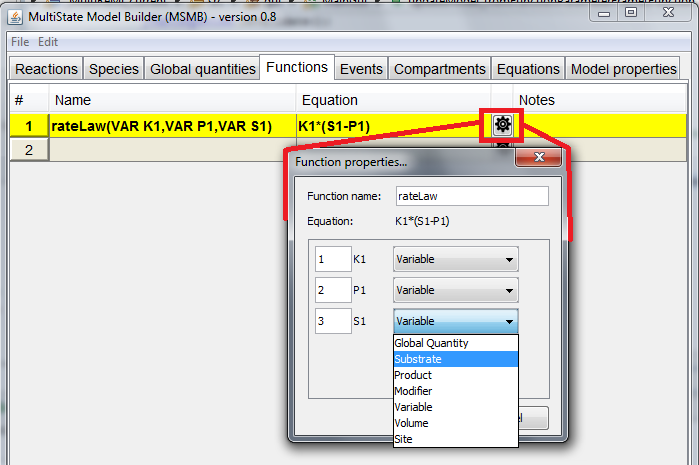 MultiState Model Builder (MSMB) - version 0.8
File Edit
Reactions Species Global quantities Functions Events Compartments Equations Model properties
# Name Equation Notes
1 rateLaw(VAR K1,VAR P1,VAR S1) K1*(S1-P1)
2
Function properties...
Function name: rateLaw
Equation: K1*(S1-P1)
1 K1 Variable
2 P1 Variable
3 S1 Variable
Global Quantity
Substrate
Product
Modifier
Variable
Volume
Site